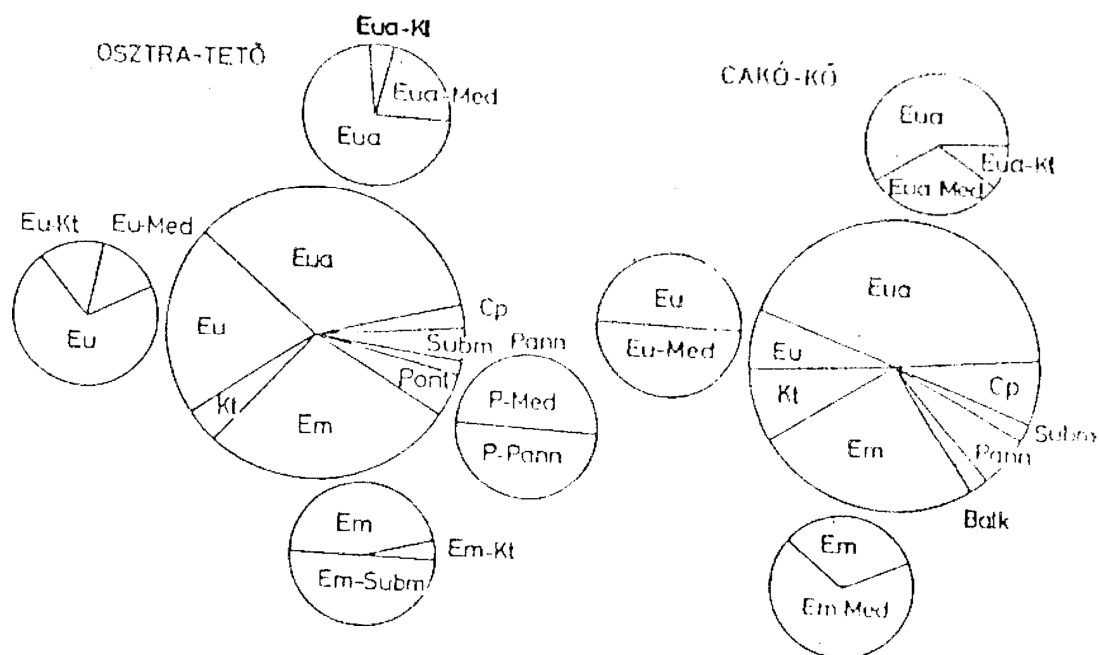 OSZTRA-TETŐ
Eua-Kt
Eua-Med
Eua
Eu-Kt
Eu-Med
Eu
Eua
Eu
Kt
Em
Cp
Subm
Pann
Pont
P-Med
P-Pann
Em
Em-Kt
Em-Subm
CAKÓ-KŐ
Eua
Eua-Kt
Eua Med
Eu
Eu-Med
Eua
Eu
Kt
Em
Cp
Subm
Pann
Balk
Em
Em-Med